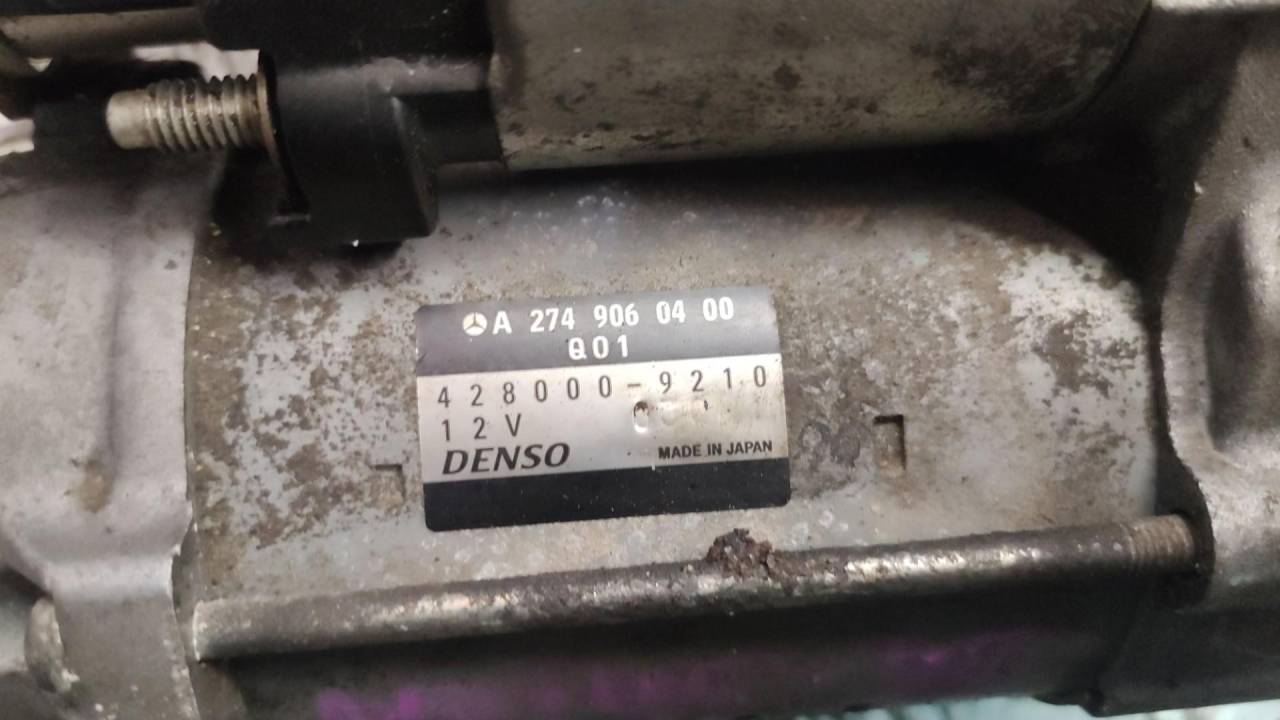 A 274 906 04 00
Q01
428000-9210
12V
DENSO
MADE IN JAPAN